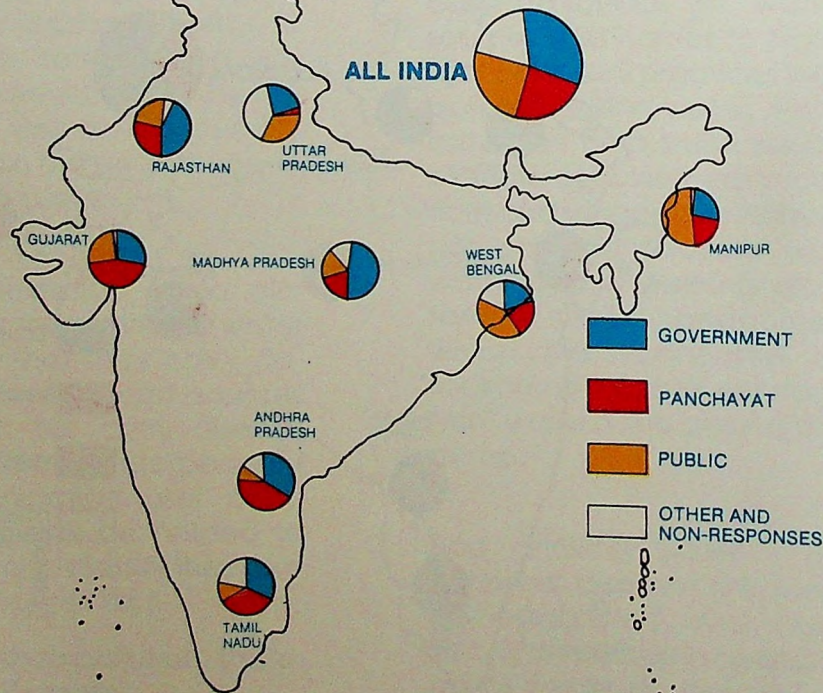 ALL INDIA
RAJASTHAN
UTTAR
PRADESH
GUJARAT
MADHYA PRADESH
WEST
BENGAL
MANIPUR
ANDHRA
PRADESH
TAMIL
NADU
GOVERNMENT
PANCHAYAT
PUBLIC
OTHER AND
NON-RESPONSES